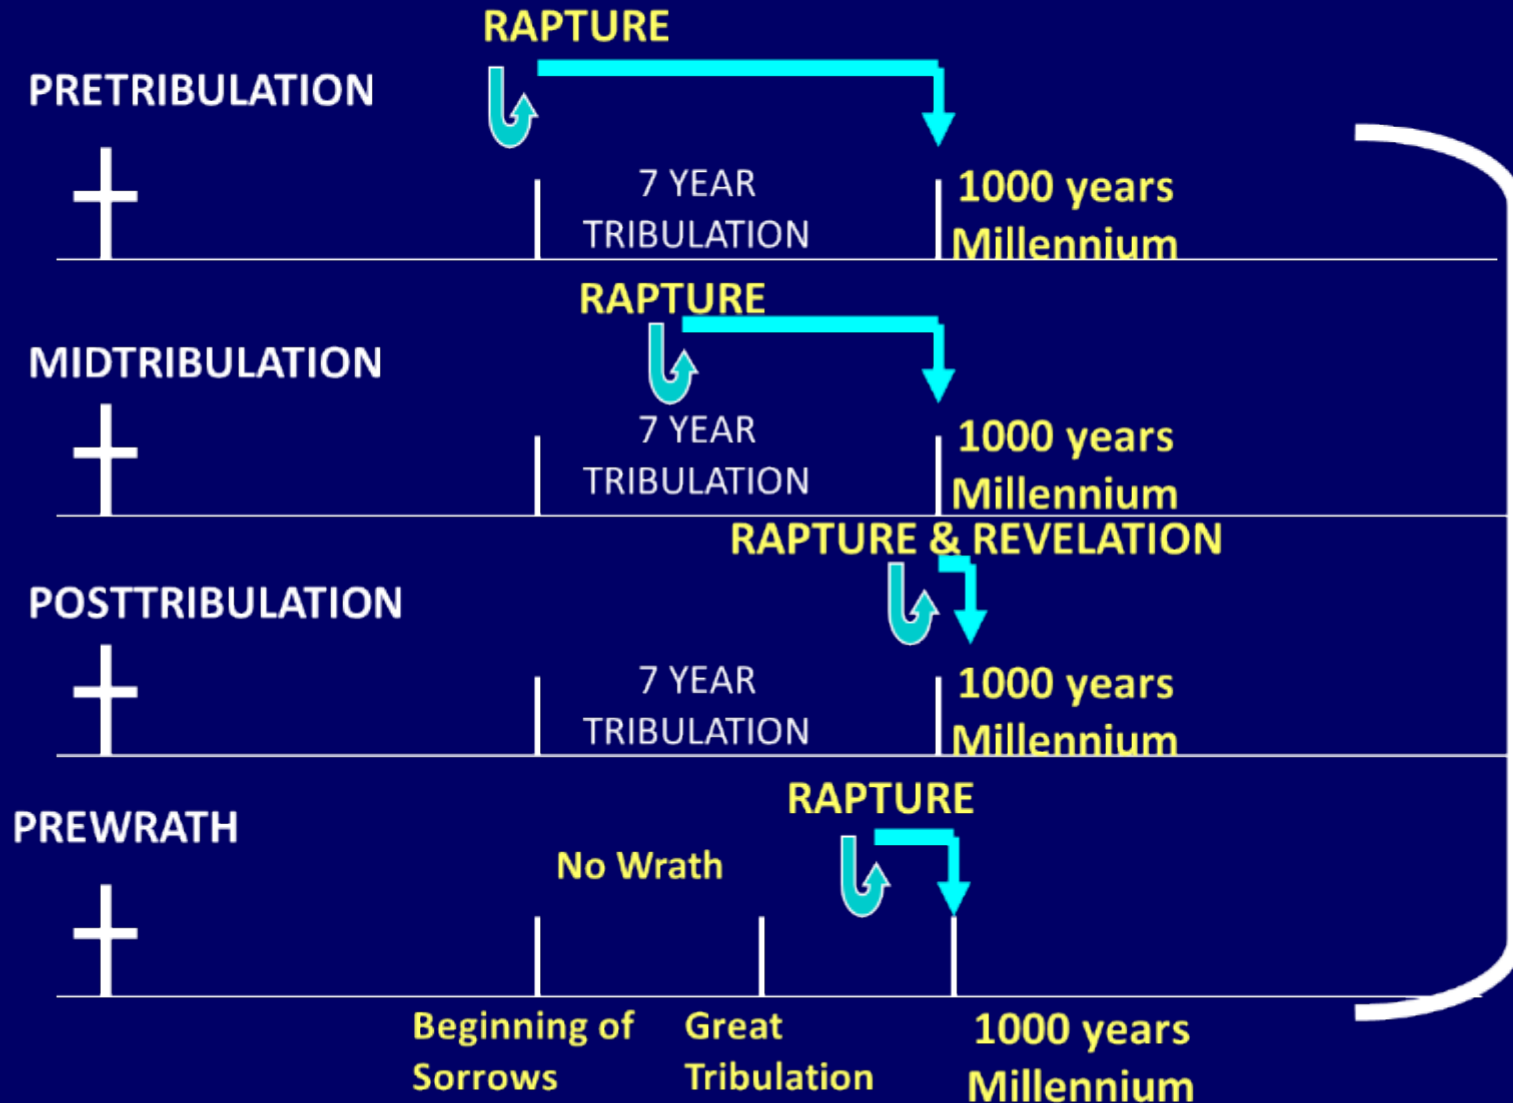 RAPTURE
PRETRIBULATION
7 YEAR
TRIBULATION
1000 years
Millennium
RAPTURE
MIDTRIBULATION
7 YEAR
TRIBULATION
1000 years
Millennium
RAPTURE & REVELATION
POSTTRIBULATION
7 YEAR
TRIBULATION
1000 years
Millennium
RAPTURE
PREWRATH
No Wrath
Beginning of
Sorrows
Great
Tribulation
1000 years
Millennium